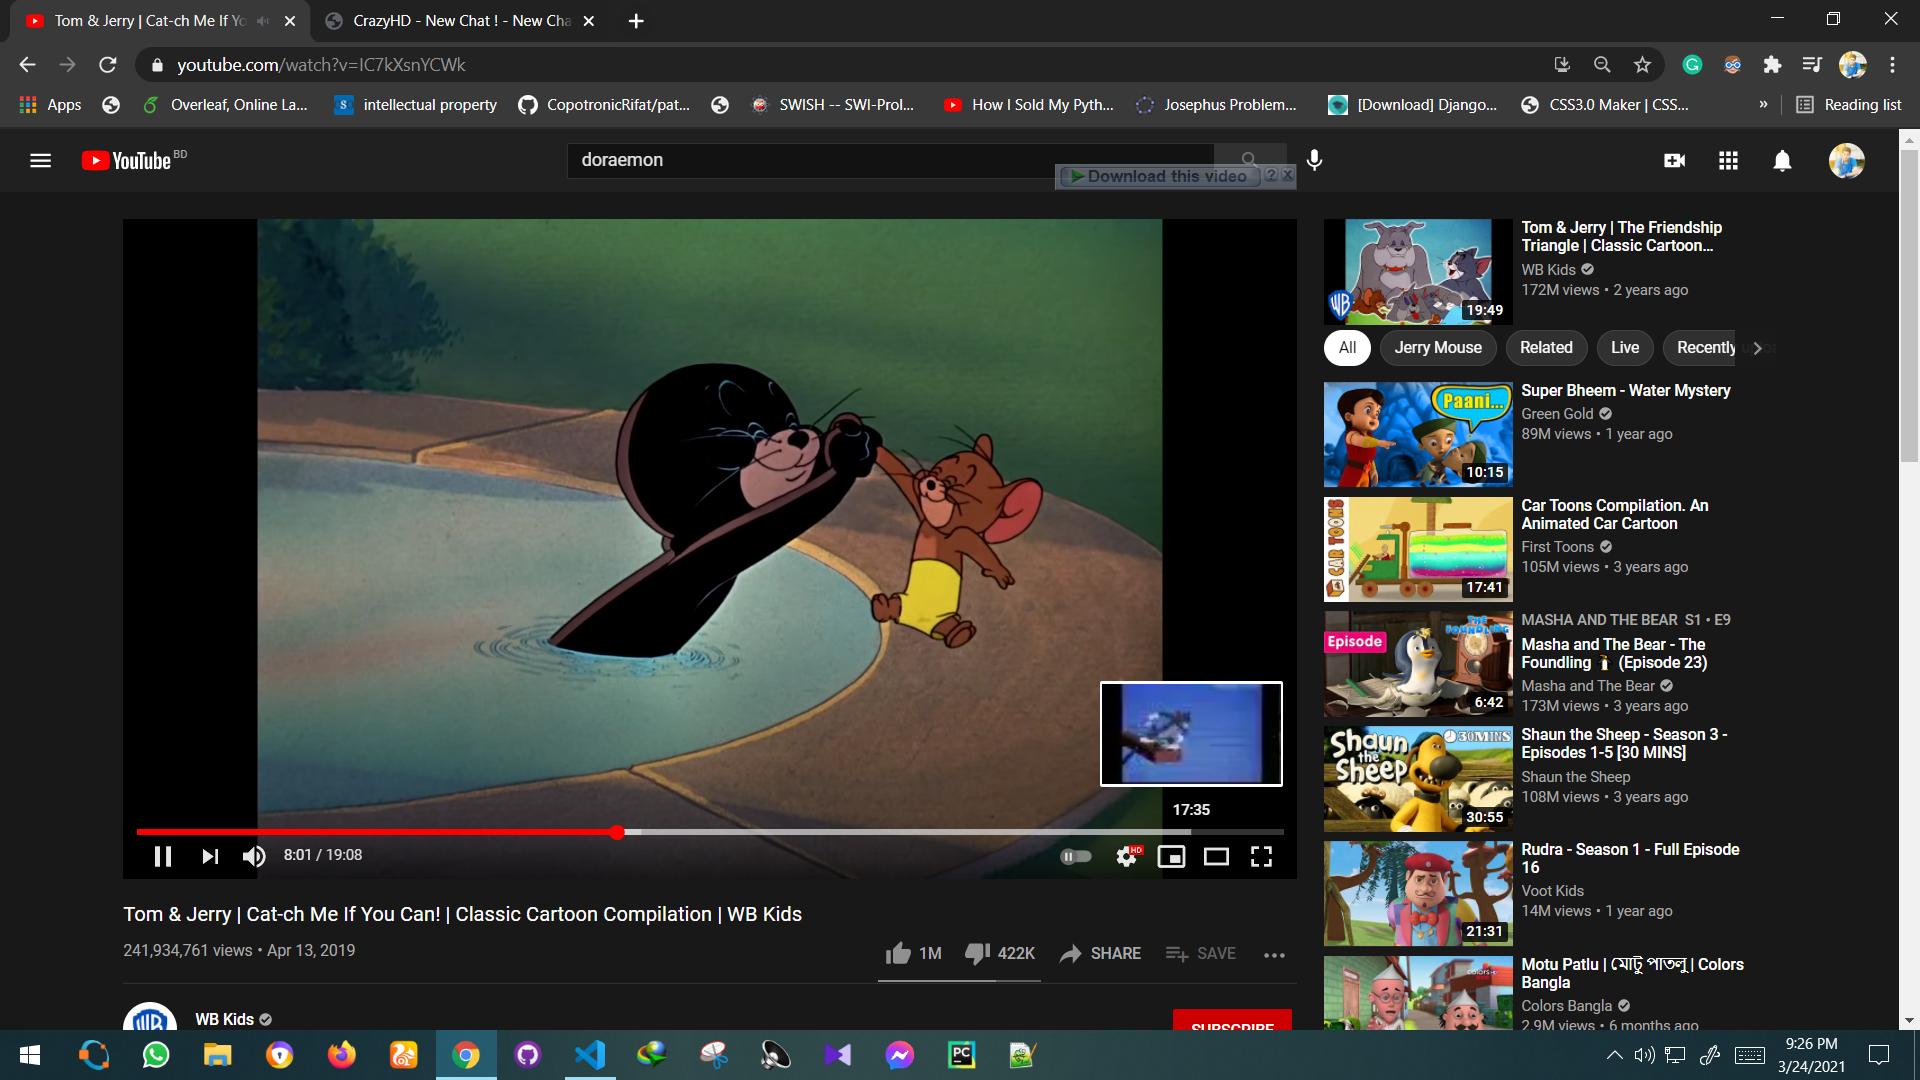 Tom & Jerry | Cat-ch Me If Yo
CrazyHD - New Chat ! - New Cha
youtube.com/watch?v=IC7kXsnYCWk
Apps
Overleaf, Online La...
intellectual property
CopotronicRifat/pat...
SWISH -- SWI-Prol...
How I Sold My Pyth...
Josephus Problem...
[Download] Django...
CSS3.0 Maker | CSS...
»
Reading list
YouTube BD
doraemon
Download this video ? X
17:35
8:01 / 19:08
HD
Tom & Jerry | Cat-ch Me If You Can! | Classic Cartoon Compilation | WB Kids
241,934,761 views • Apr 13, 2019
1M
422K
SHARE
SAVE
WB Kids
SUBSCRIBE
WB
19:49
Tom & Jerry | The Friendship
Triangle | Classic Cartoon...
WB Kids
172M views • 2 years ago
All
Jerry Mouse
Related
Live
Recently
Paani...
10:15
Super Bheem - Water Mystery
Green Gold
89M views • 1 year ago
CAR TOONS
17:41
Car Toons Compilation. An
Animated Car Cartoon
First Toons
105M views • 3 years ago
Episode
THE FOUNDLING
6:42
MASHA AND THE BEAR S1 • E9
Masha and The Bear - The
Foundling 🐧 (Episode 23)
Masha and The Bear
173M views • 3 years ago
Shaun the Sheep
30MINS
30:55
Shaun the Sheep - Season 3 -
Episodes 1-5 [30 MINS]
Shaun the Sheep
108M views • 3 years ago
21:31
Rudra - Season 1 - Full Episode
16
Voot Kids
14M views • 1 year ago
Motu Patlu | মোটু পাতলু | Colors
Bangla
Colors Bangla
2.9M views • 6 months ago
PC
9:26 PM
3/24/2021